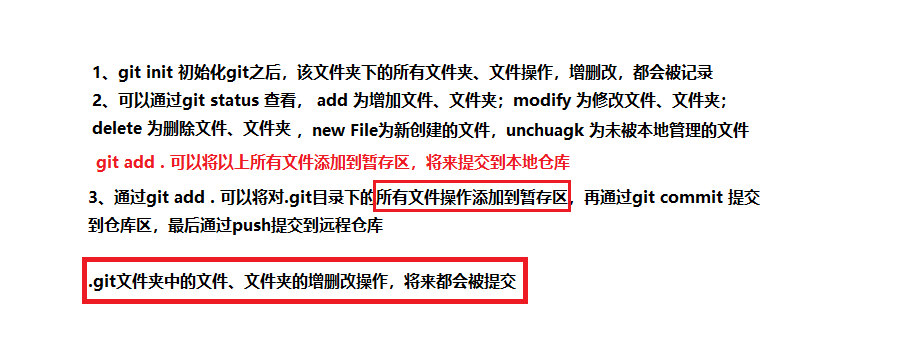 1、git init 初始化git之后，该文件夹下的所有文件夹、文件操作，增删改，都会被记录
2、可以通过git status 查看， add 为增加文件、文件夹；modify 为修改文件、文件夹；
delete 为删除文件、文件夹 ，new File为新创建的文件，unchuagk 为未被本地管理的文件
git add . 可以将以上所有文件添加到暂存区，将来提交到本地仓库
3、通过git add . 可以将对.git目录下的所有文件操作添加到暂存区，再通过git commit 提交
到仓库区，最后通过push提交到远程仓库
.git文件夹中的文件、文件夹的增删改操作，将来都会被提交